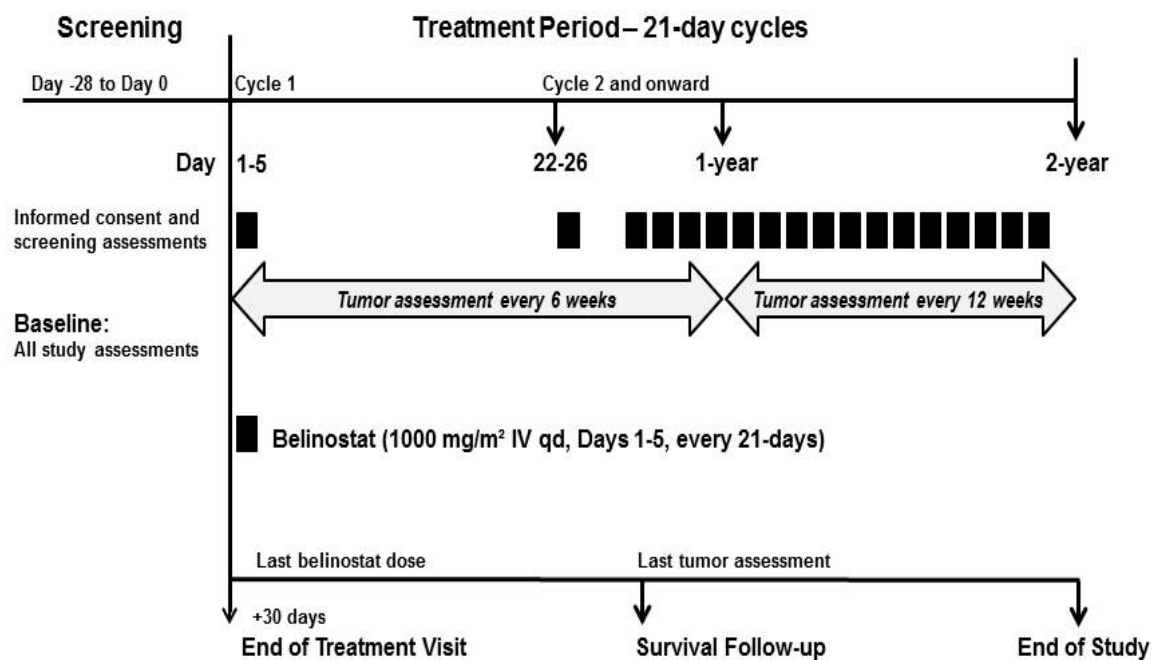 Screening
Treatment Period – 21-day cycles
Day -28 to Day 0
Cycle 1
Cycle 2 and onward
Day
1-5
22-26
1-year
2-year
Informed consent and
screening assessments
Tumor assessment every 6 weeks
Tumor assessment every 12 weeks
Baseline:
All study assessments
Belinostat (1000 mg/m² IV qd, Days 1-5, every 21-days)
Last belinostat dose
Last tumor assessment
+30 days
End of Treatment Visit
Survival Follow-up
End of Study